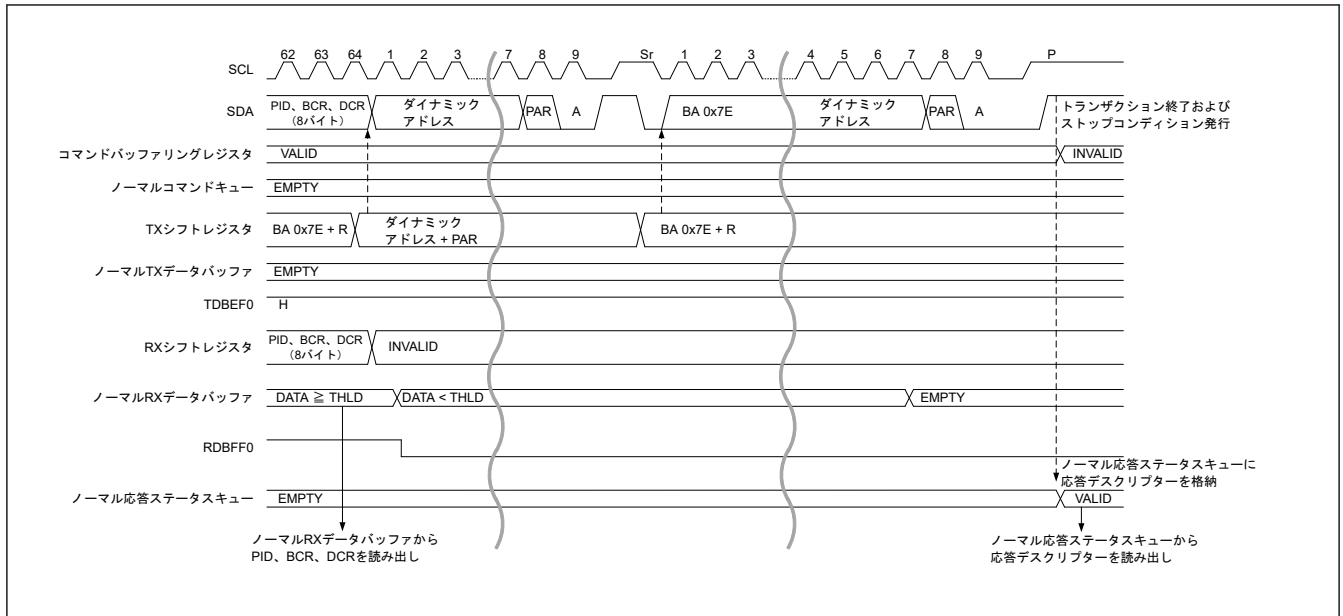 62 63 64 1 2 3 7 8 9 Sr 1 2 3 4 5 6 7 8 9 P
SCL
SDA
PID、BCR、DCR
(8バイト)
ダイナミック
アドレス
PAR
A
BA 0x7E
ダイナミック
アドレス
PAR
A
トランザクション終了および
ストップコンディション発行
コマンドバッファリングレジスタ
VALID
INVALID
ノーマルコマンドキュー
EMPTY
TXシフトレジスタ
BA 0x7E + R
ダイナミック
アドレス + PAR
BA 0x7E + R
ノーマルTXデータバッファ
EMPTY
TDBEF0
H
RXシフトレジスタ
PID、BCR、DCR
(8バイト)
INVALID
ノーマルRXデータバッファ
DATA ≧ THLD
DATA < THLD
EMPTY
RDBFF0
ノーマル応答ステータスキューに
応答デスクリプターを格納
ノーマル応答ステータスキュー
EMPTY
VALID
ノーマルRXデータバッファから
PID、BCR、DCRを読み出し
ノーマル応答ステータスキューから
応答デスクリプターを読み出し